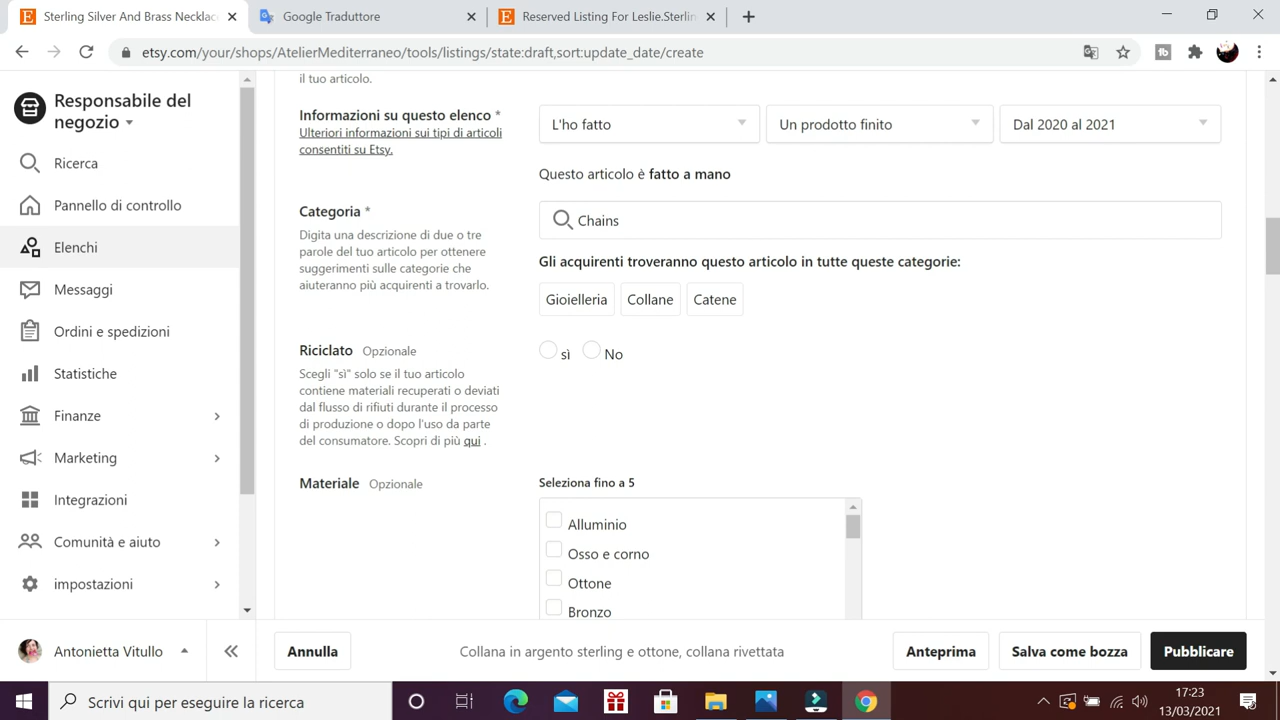 Sterling Silver And Brass Necklac
Google Traduttore
Reserved Listing For Leslie.Sterlin
etsy.com/your/shops/AtelierMediterraneo/tools/listings/state:draft,sort:update_date/create
Responsabile del
negozio
Ricerca
Pannello di controllo
Elenchi
Messaggi
Ordini e spedizioni
Statistiche
Finanze
Marketing
Integrazioni
Comunità e aiuto
impostazioni
Antonietta Vitullo
il tuo articolo.
Informazioni su questo elenco *
Ulteriori informazioni sui tipi di articoli
consentiti su Etsy.
L'ho fatto
Un prodotto finito
Dal 2020 al 2021
Questo articolo è fatto a mano
Categoria *
Digita una descrizione di due o tre
parole del tuo articolo per ottenere
suggerimenti sulle categorie che
aiuteranno più acquirenti a trovarlo.
Chains
Gli acquirenti troveranno questo articolo in tutte queste categorie:
Gioielleria Collane Catene
Riciclato Opzionale
Scegli "sì" solo se il tuo articolo
contiene materiali recuperati o deviati
dal flusso di rifiuti durante il processo
di produzione o dopo l'uso da parte
del consumatore. Scopri di più qui .
sì No
Materiale Opzionale
Seleziona fino a 5
Alluminio
Osso e corno
Ottone
Bronzo
Annulla
Collana in argento sterling e ottone, collana rivettata
Anteprima
Salva come bozza
Pubblicare
Scrivi qui per eseguire la ricerca
17:23
13/03/2021